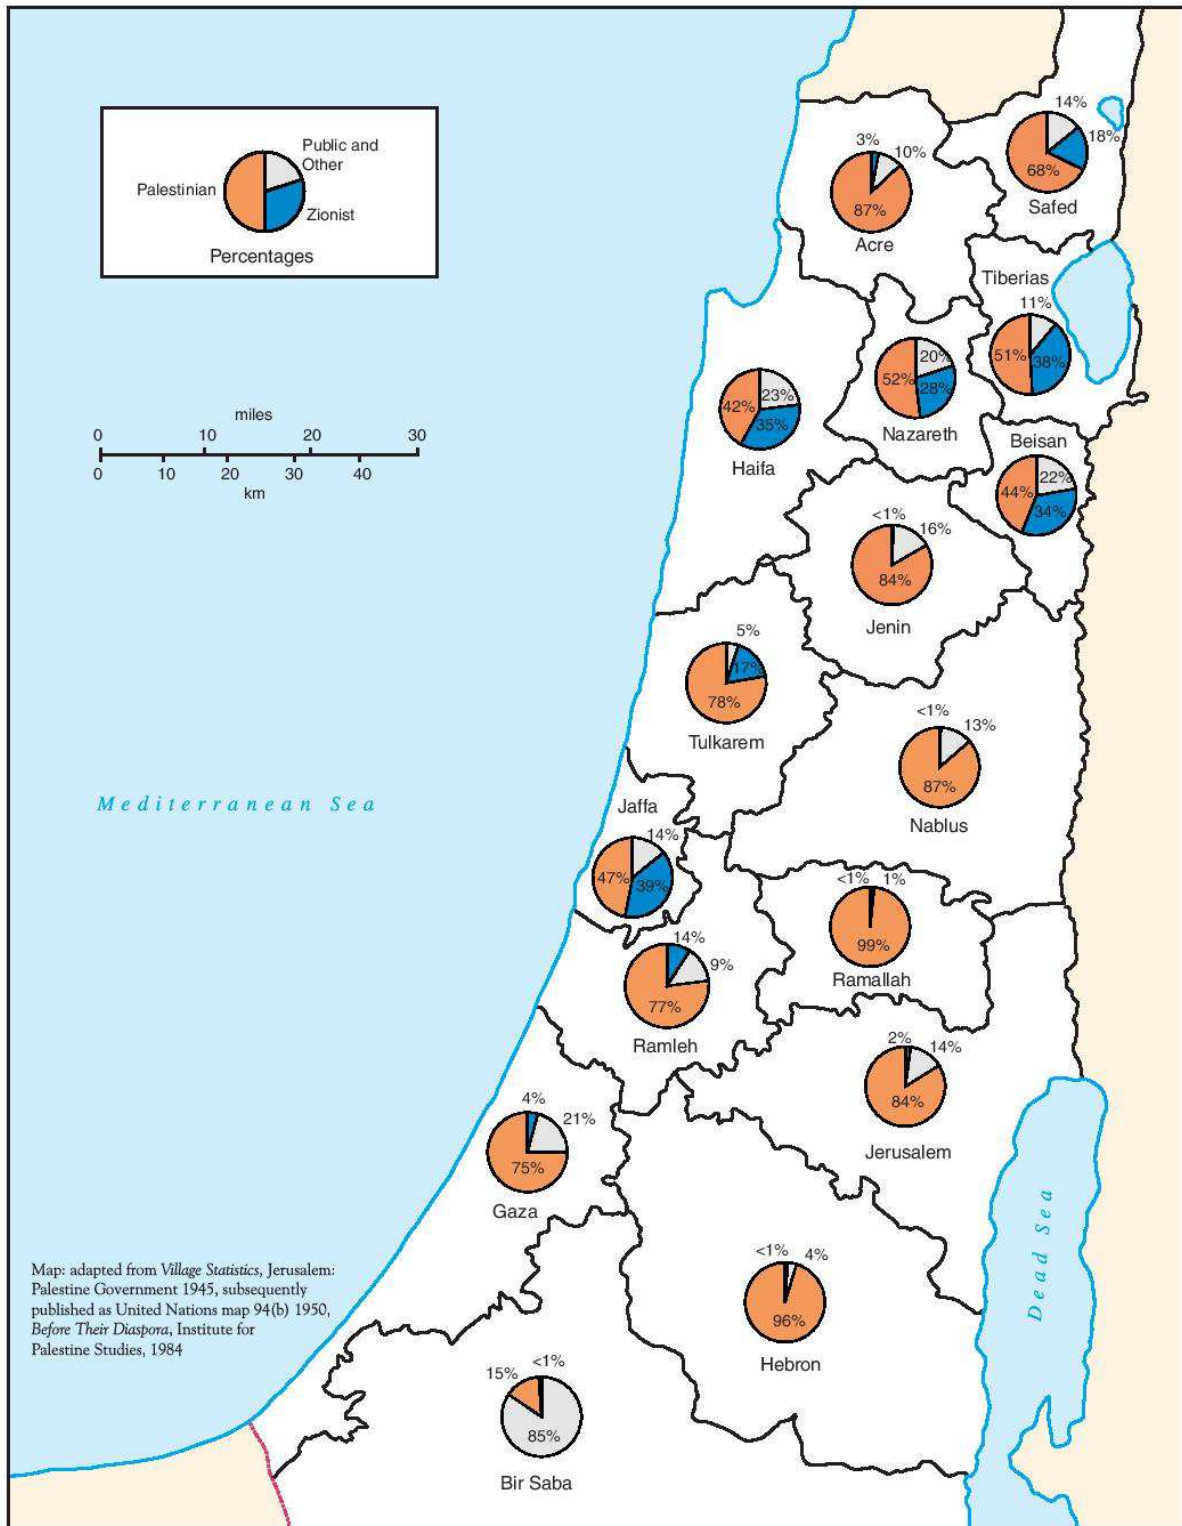 Public and
Other
Palestinian
Zionist
Percentages
miles
0 10 20 30
0 10 20 30 40
km
Mediterranean Sea
14%
18%
68%
Safed
3%
10%
87%
Acre
Tiberias
11%
51%
38%
20%
52%
28%
Nazareth
23%
42%
35%
Haifa
Beisan
22%
44%
34%
<1%
16%
84%
Jenin
5%
17%
78%
Tulkarem
<1%
13%
87%
Nablus
Jaffa
14%
47%
39%
<1%
1%
99%
Ramallah
14%
9%
77%
Ramleh
2%
14%
84%
Jerusalem
4%
21%
75%
Gaza
<1%
4%
96%
Hebron
Dead Sea
15%
<1%
85%
Bir Saba
Map: adapted from Village Statistics, Jerusalem:
Palestine Government 1945, subsequently
published as United Nations map 94(b) 1950,
Before Their Diaspora, Institute for
Palestine Studies, 1984